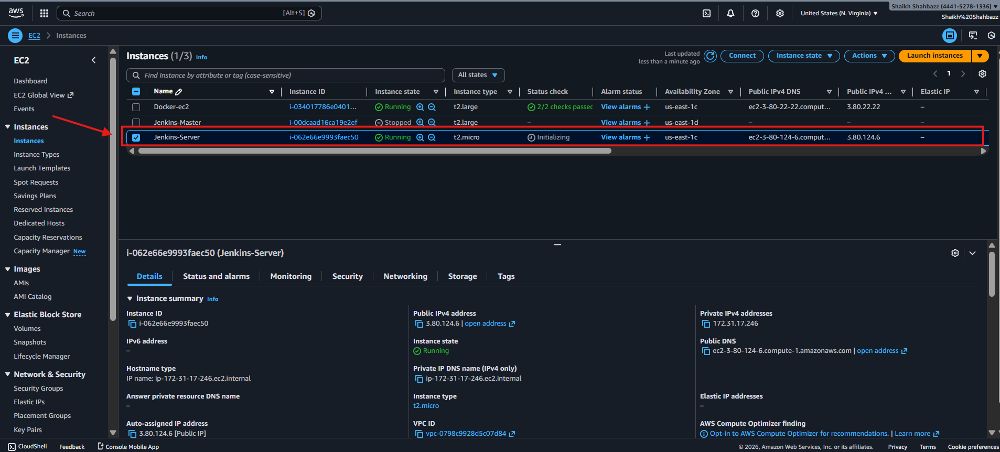 aws
Search [Alt+S]
United States (N. Virginia)
Shaikh Shahbazz (4441-5278-1336)
Shaikh%20Shahbazz
EC2 Instances
EC2
Dashboard
EC2 Global View
Events
Instances
Instances
Instance Types
Launch Templates
Spot Requests
Savings Plans
Reserved Instances
Dedicated Hosts
Capacity Reservations
Capacity Manager New
Images
AMIs
AMI Catalog
Elastic Block Store
Volumes
Snapshots
Lifecycle Manager
Network & Security
Security Groups
Elastic IPs
Placement Groups
Key Pairs
Instances (1/3) Info
Last updated
less than a minute ago
Connect Instance state Actions Launch instances
Find Instance by attribute or tag (case-sensitive) All states 1
Name Instance ID Instance state Instance type Status check Alarm status Availability Zone Public IPv4 DNS Public IPv4 ... Elastic IP
Docker-ec2 i-034017786e0401... Running t2.large 2/2 checks passec View alarms + us-east-1c ec2-3-80-22-22.comput... 3.80.22.22 –
Jenkins-Master i-00dcaad16ca19e2ef Stopped t2.large – View alarms + us-east-1d – – –
Jenkins-Server i-062e66e9993faec50 Running t2.micro Initializing View alarms + us-east-1c ec2-3-80-124-6.comput... 3.80.124.6 –
i-062e66e9993faec50 (Jenkins-Server)
Details Status and alarms Monitoring Security Networking Storage Tags
Instance summary Info
Instance ID
i-062e66e9993faec50
Public IPv4 address
3.80.124.6 | open address
Private IPv4 addresses
172.31.17.246
IPv6 address
–
Instance state
Running
Public DNS
ec2-3-80-124-6.compute-1.amazonaws.com | open address
Hostname type
IP name: ip-172-31-17-246.ec2.internal
Private IP DNS name (IPv4 only)
ip-172-31-17-246.ec2.internal
Answer private resource DNS name
–
Instance type
t2.micro
Elastic IP addresses
–
Auto-assigned IP address
3.80.124.6 [Public IP]
VPC ID
vpc-0798c9928d5c07d84
AWS Compute Optimizer finding
Opt-in to AWS Compute Optimizer for recommendations. | Learn more
CloudShell Feedback Console Mobile App © 2026, Amazon Web Services, Inc. or its affiliates. Privacy Terms Cookie preferences